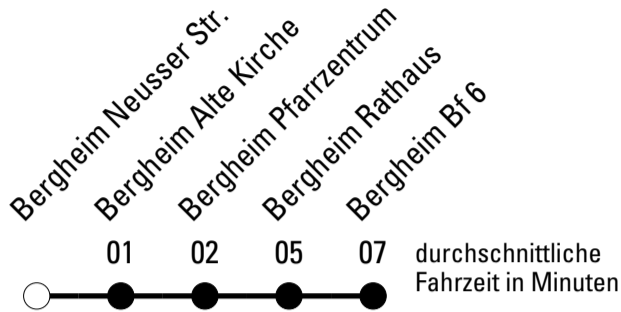 Bergheim Neusser Str.
Bergheim Alte Kirche
Bergheim Pfarrzentrum
Bergheim Rathaus
Bergheim Bf 6
01 02 05 07
durchschnittliche
Fahrzeit in Minuten